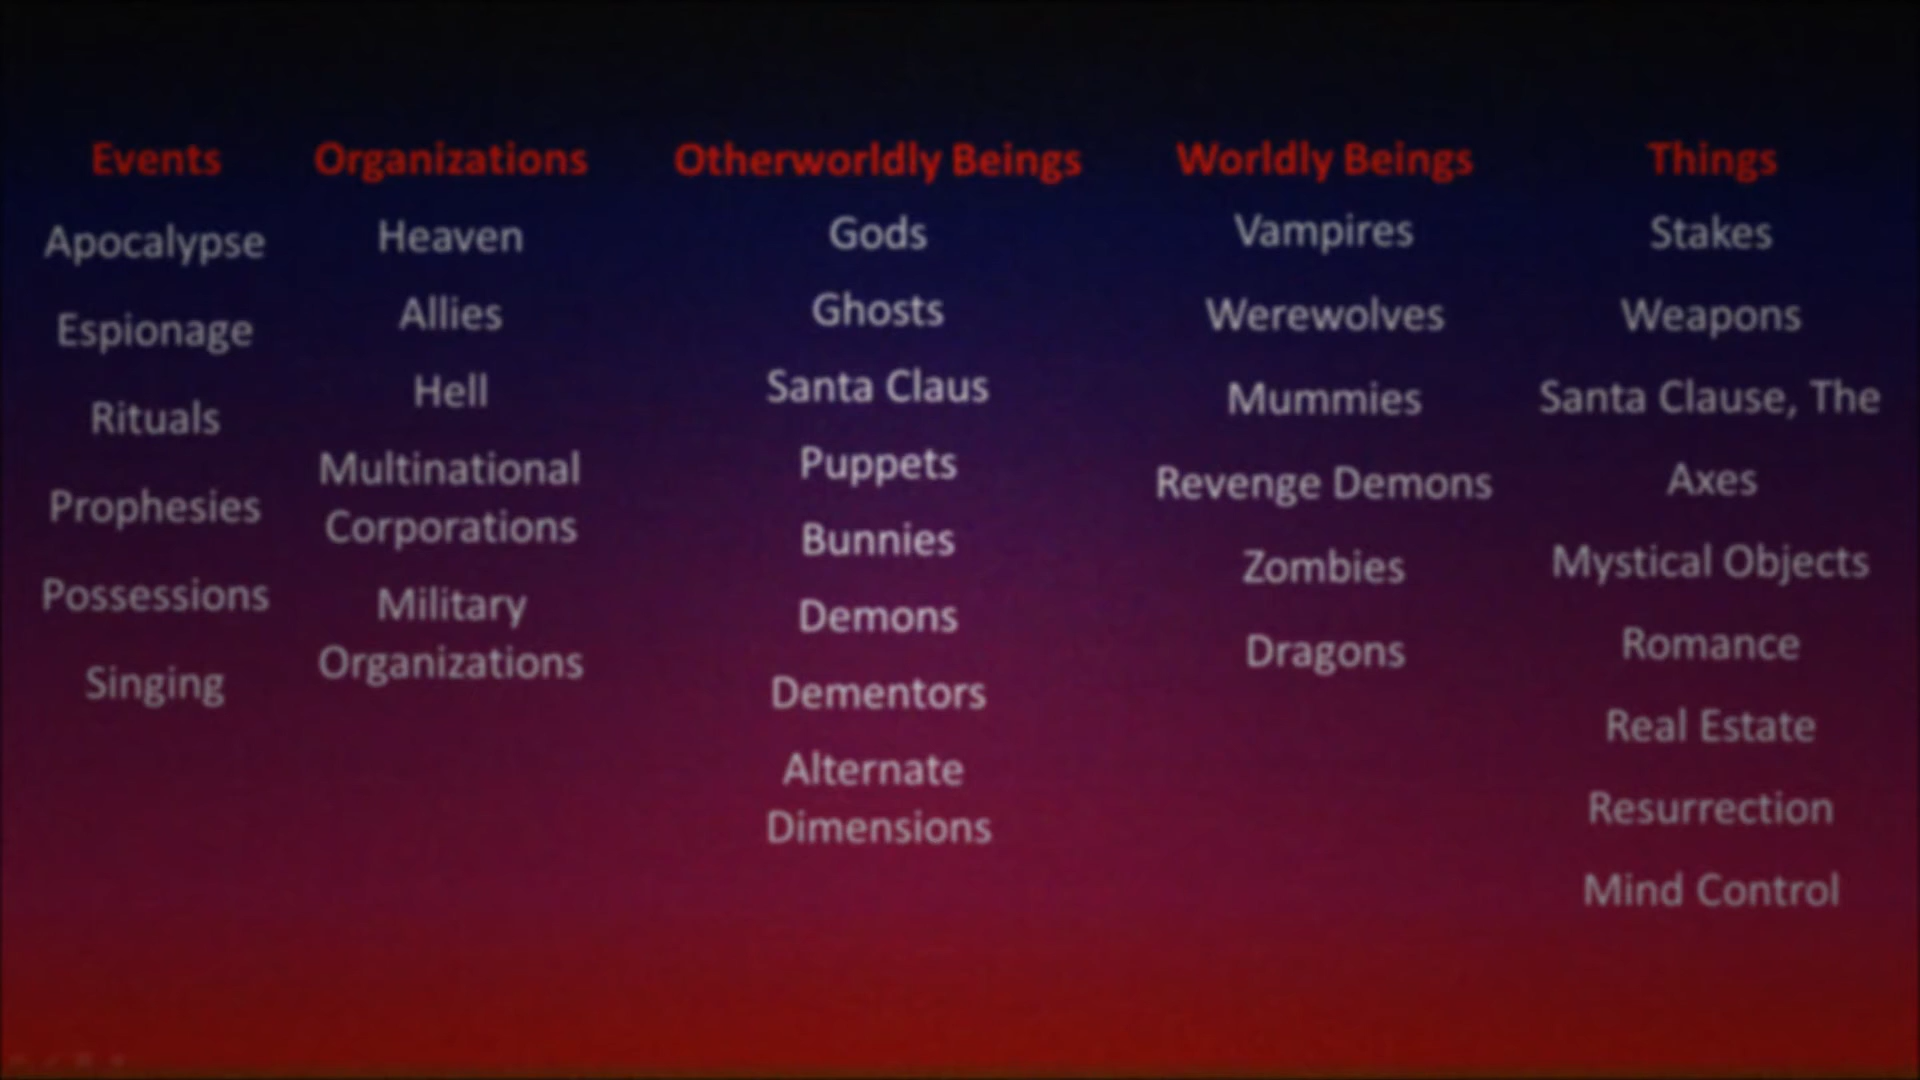 Events
Apocalypse
Espionage
Rituals
Prophesies
Possessions
Singing
Organizations
Heaven
Allies
Hell
Multinational
Corporations
Military
Organizations
Otherworldly Beings
Gods
Ghosts
Santa Claus
Puppets
Bunnies
Demons
Dementors
Alternate
Dimensions
Worldly Beings
Vampires
Werewolves
Mummies
Revenge Demons
Zombies
Dragons
Things
Stakes
Weapons
Santa Clause, The
Axes
Mystical Objects
Romance
Real Estate
Resurrection
Mind Control